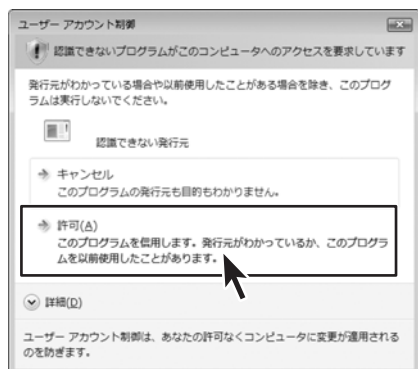 ユーザー アカウント制御
認識できないプログラムがこのコンピュータへのアクセスを要求しています
発行元がわかっている場合や以前使用したことがある場合を除き、このプログ
ラムは実行しないでください。
認識できない発行元
キャンセル
このプログラムの発行元も目的もわかりません。
許可(A)
このプログラムを信用します。発行元がわかっているか、このプログラ
ムを以前使用したことがあります。
詳細(D)
ユーザー アカウント制御は、あなたの許可なくコンピュータに変更が適用される
のを防ぎます。